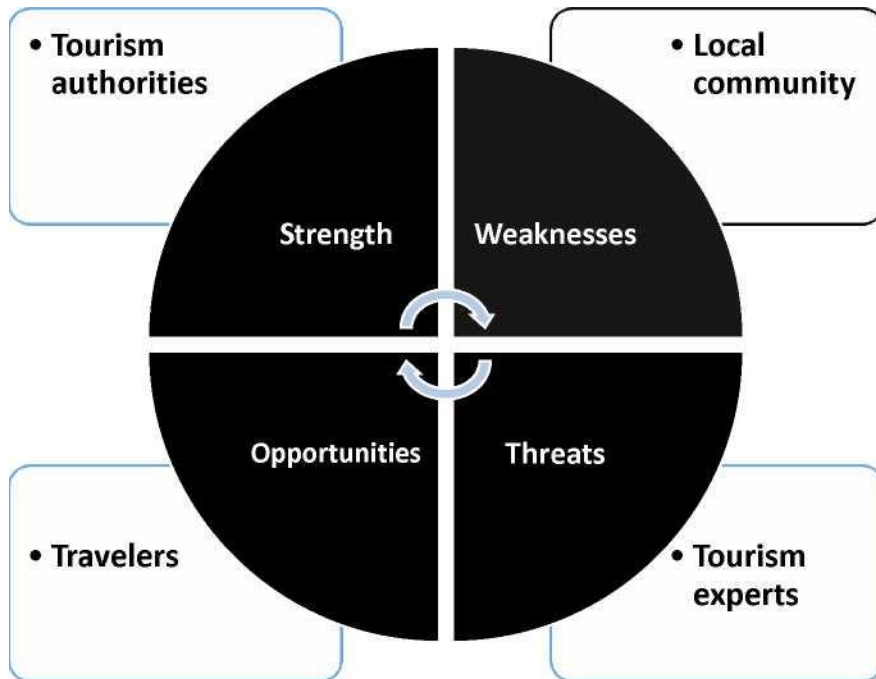 • Tourism
authorities
• Local
community
Strength
Weaknesses
Opportunities
Threats
• Travelers
• Tourism
experts